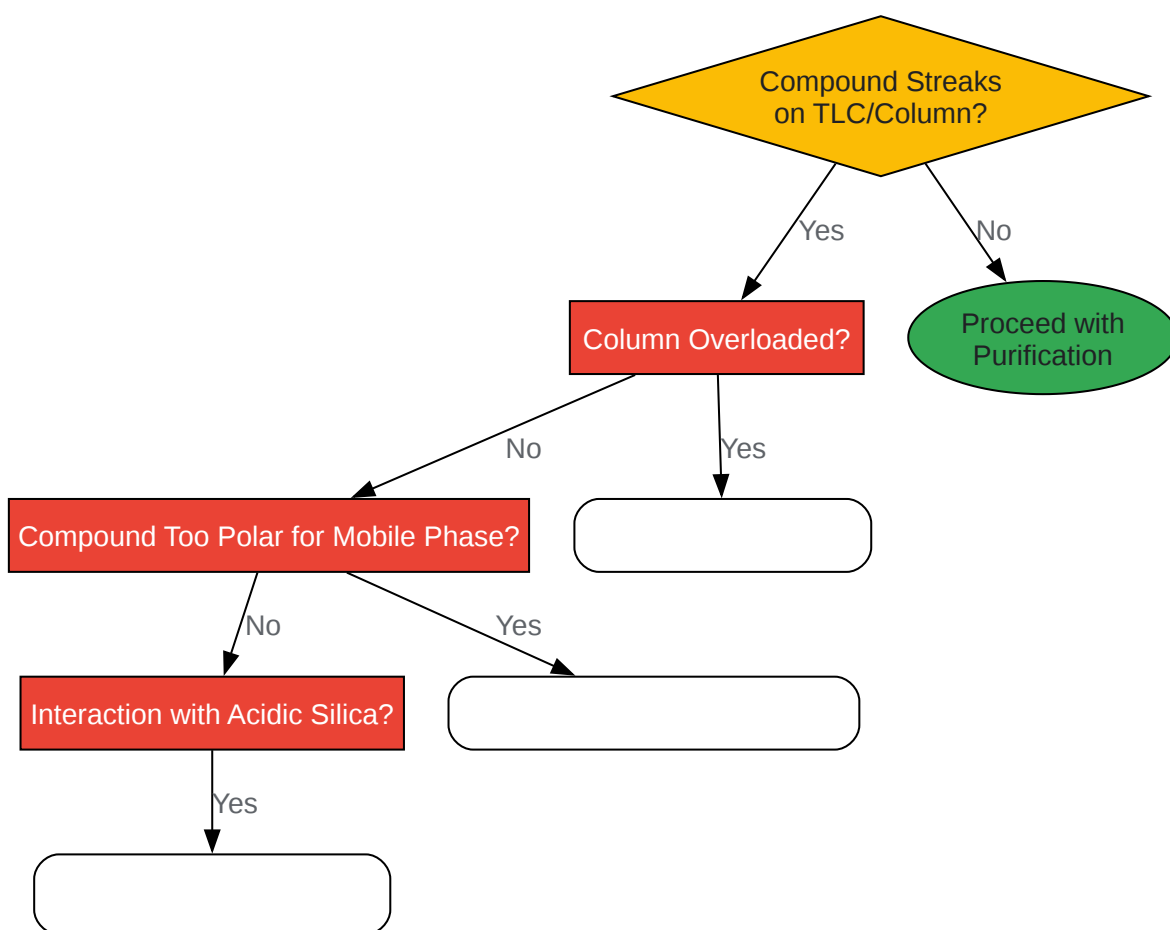 Compound Streaks
on TLC/Column?
Yes
No
Column Overloaded?
Proceed with
Purification
No
Yes
Compound Too Polar for Mobile Phase?
No
Yes
Interaction with Acidic Silica?
Yes